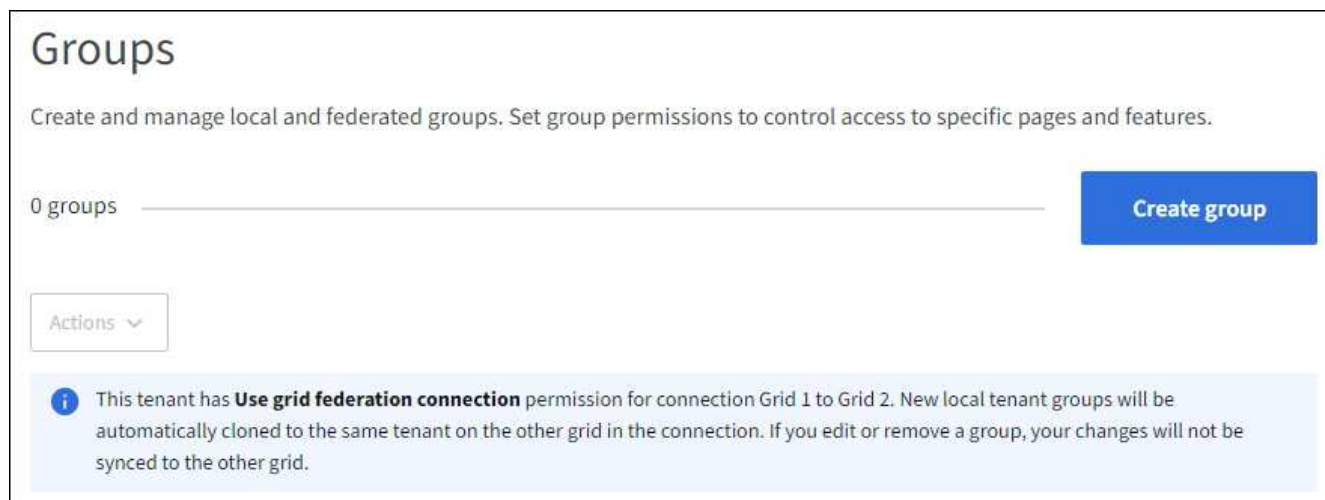 Groups
Create and manage local and federated groups. Set group permissions to control access to specific pages and features.
0 groups
Create group
Actions
This tenant has Use grid federation connection permission for connection Grid 1 to Grid 2. New local tenant groups will be
automatically cloned to the same tenant on the other grid in the connection. If you edit or remove a group, your changes will not be
synced to the other grid.